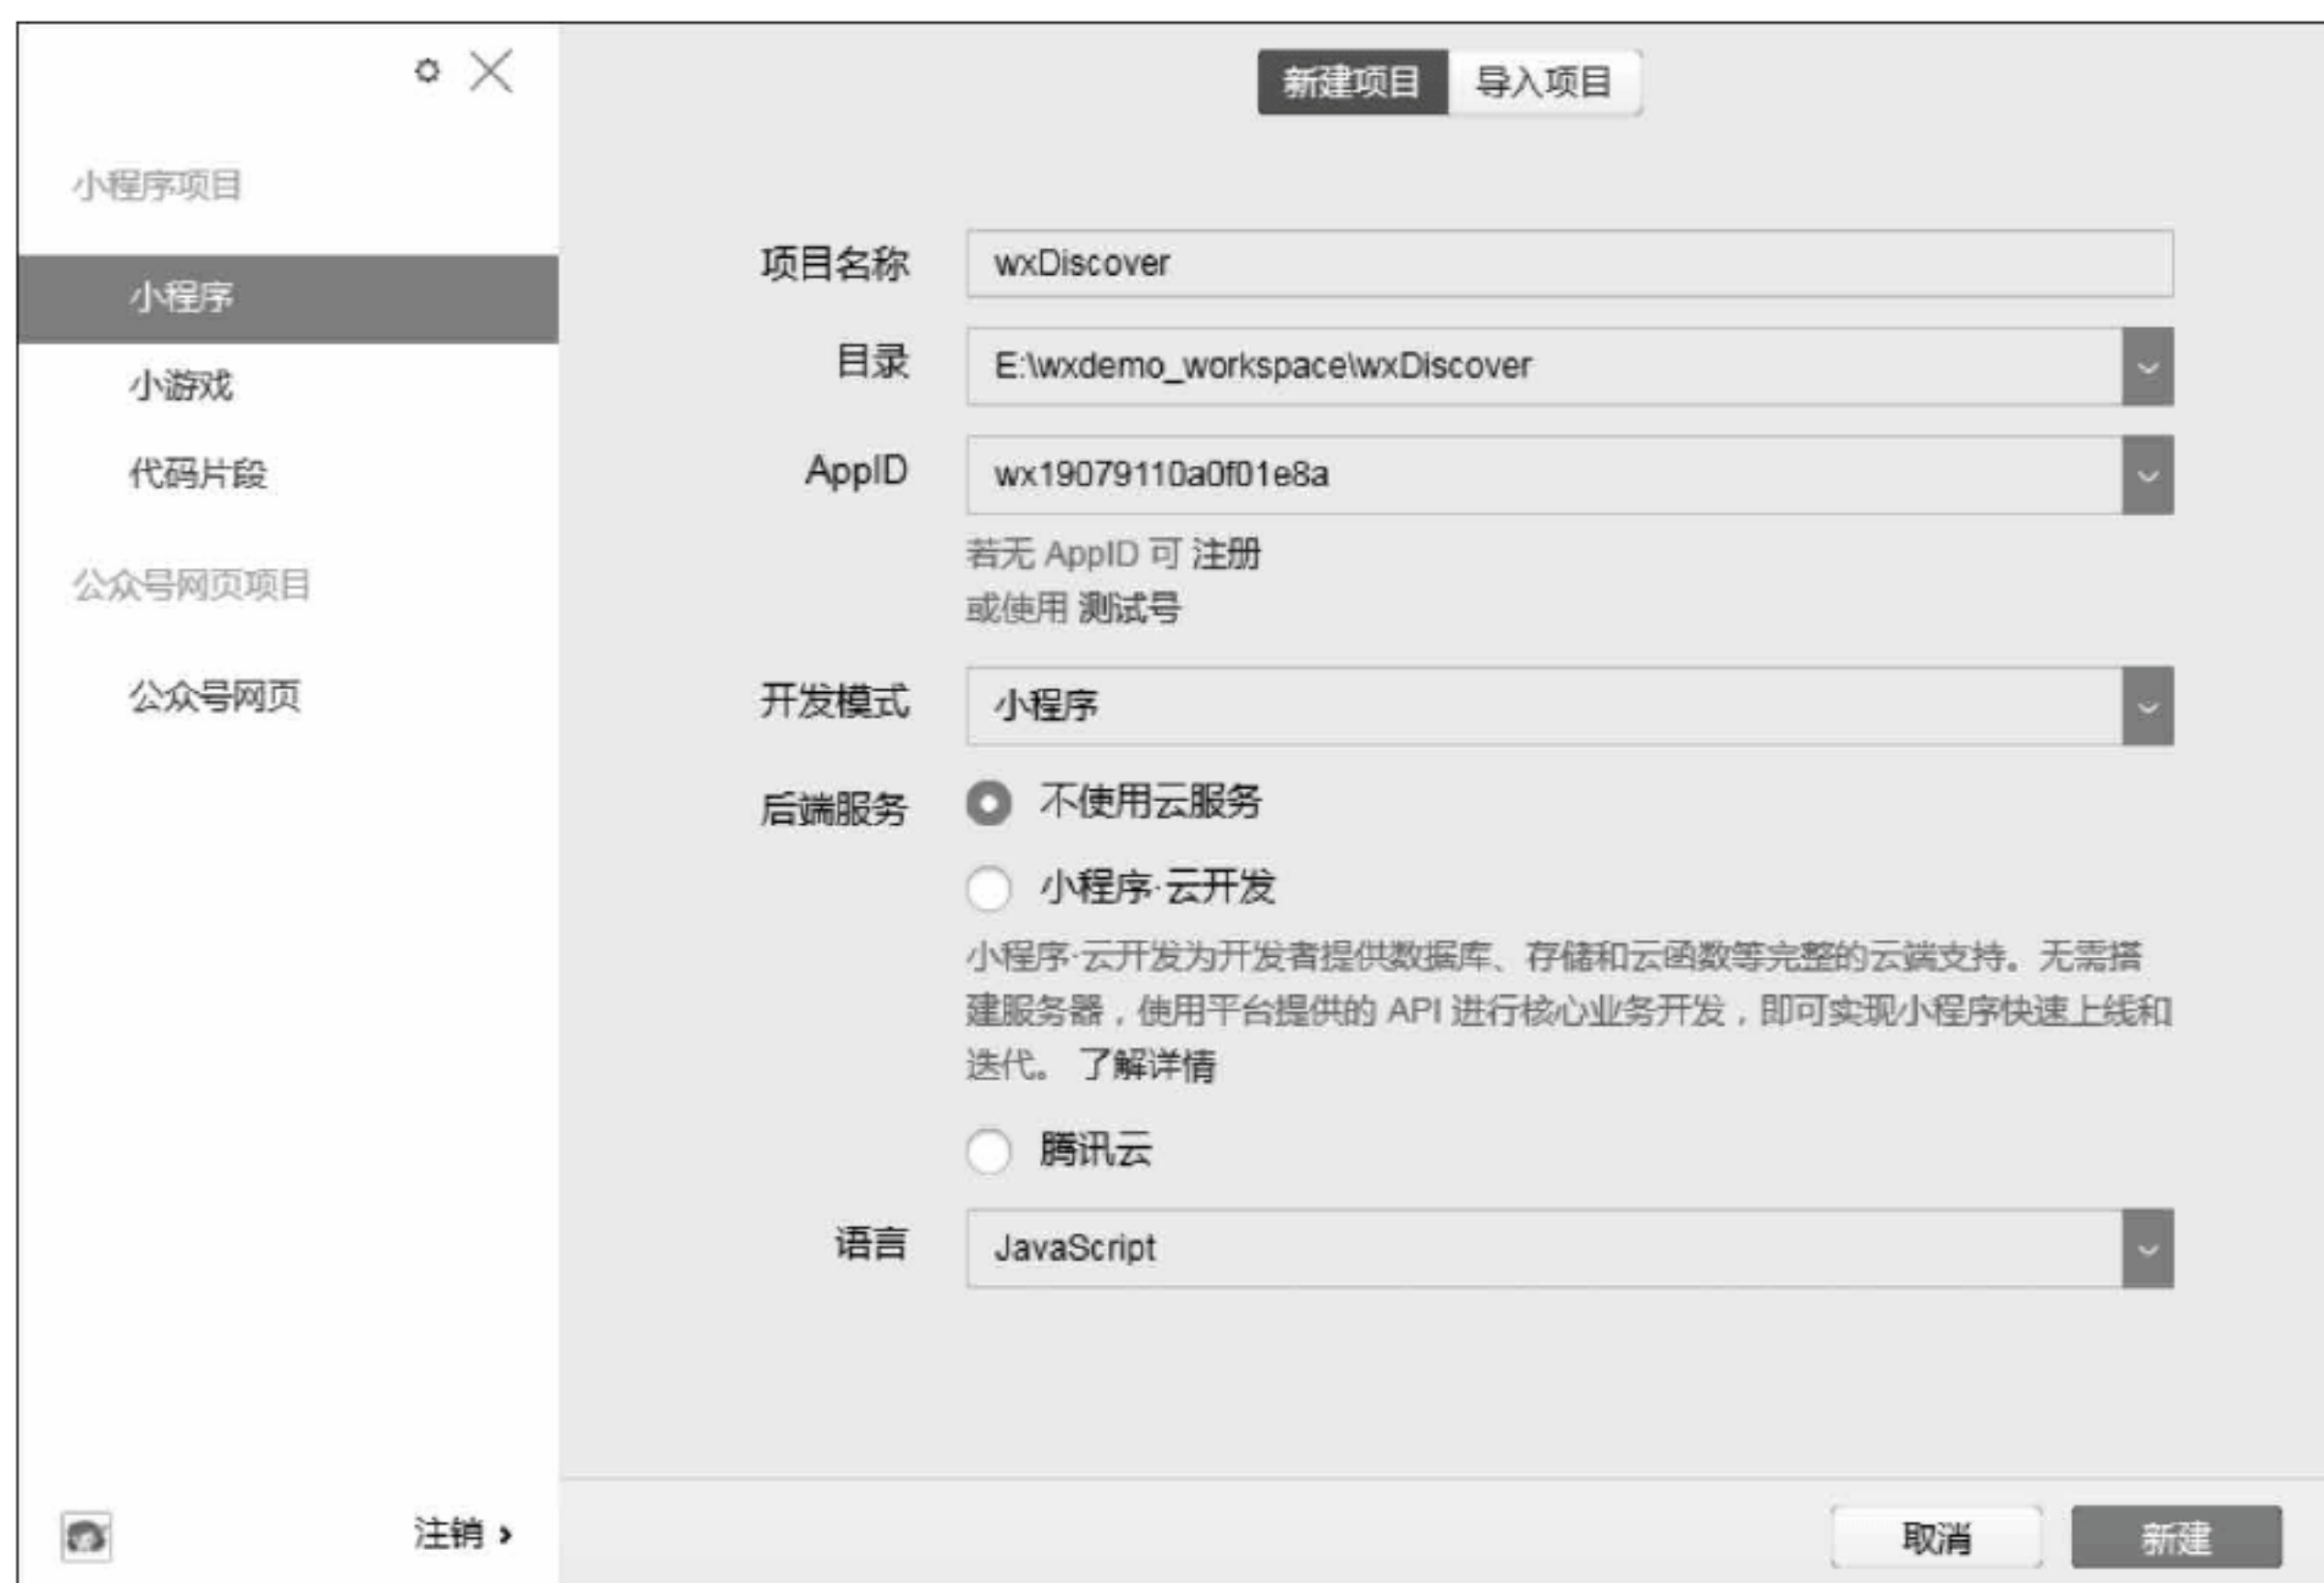 小程序项目
小程序
小游戏
代码片段
公众号网页项目
公众号网页
注销
新建项目 导入项目
项目名称 wxDiscover
目录 E:\wxdemo_workspace\wxDiscover
AppID wx19079110a0f01e8a
若无 AppID 可 注册
或使用 测试号
开发模式 小程序
后端服务 不使用云服务
小程序·云开发
小程序·云开发为开发者提供数据库、存储和云函数等完整的云端支持。无需搭
建服务器，使用平台提供的 API 进行核心业务开发，即可实现小程序快速上线和
迭代。 了解详情
腾讯云
语言 JavaScript
取消 新建